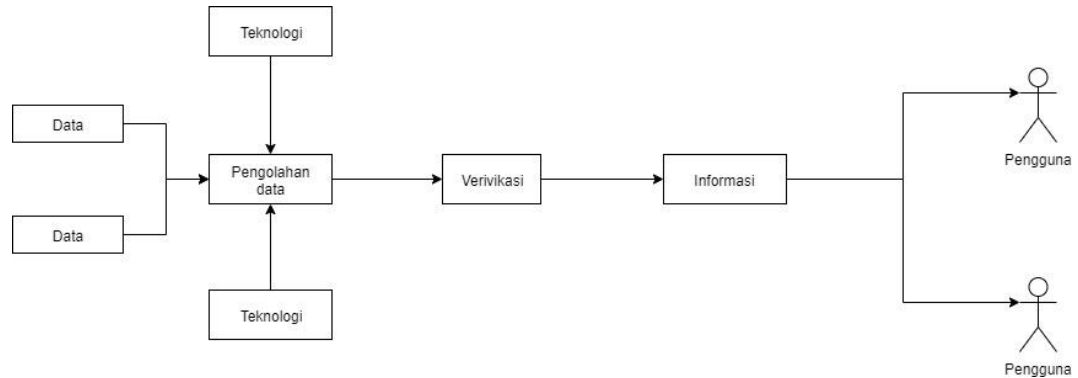 Teknologi
Data
Pengolahan
data
Verivikasi
Informasi
Pengguna
Data
Teknologi
Pengguna